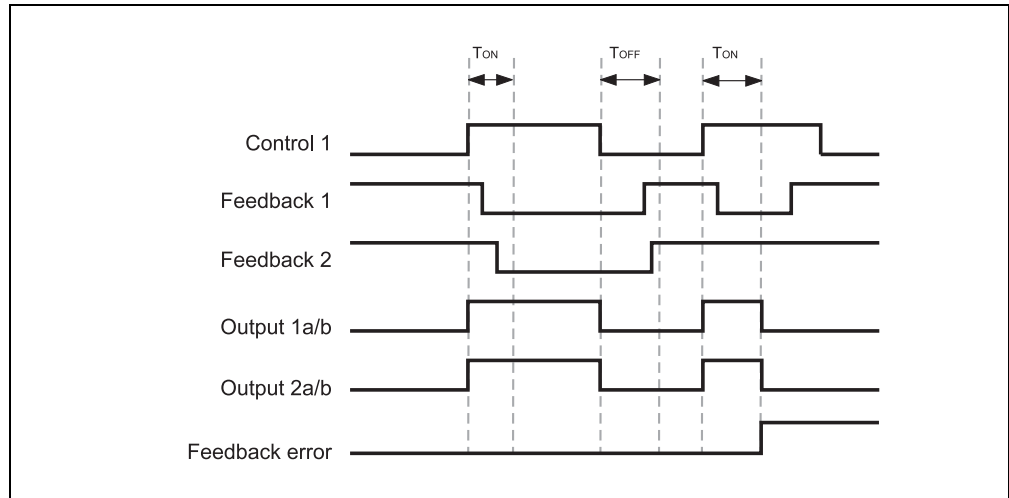 TON TOFF TON
Control 1
Feedback 1
Feedback 2
Output 1a/b
Output 2a/b
Feedback error